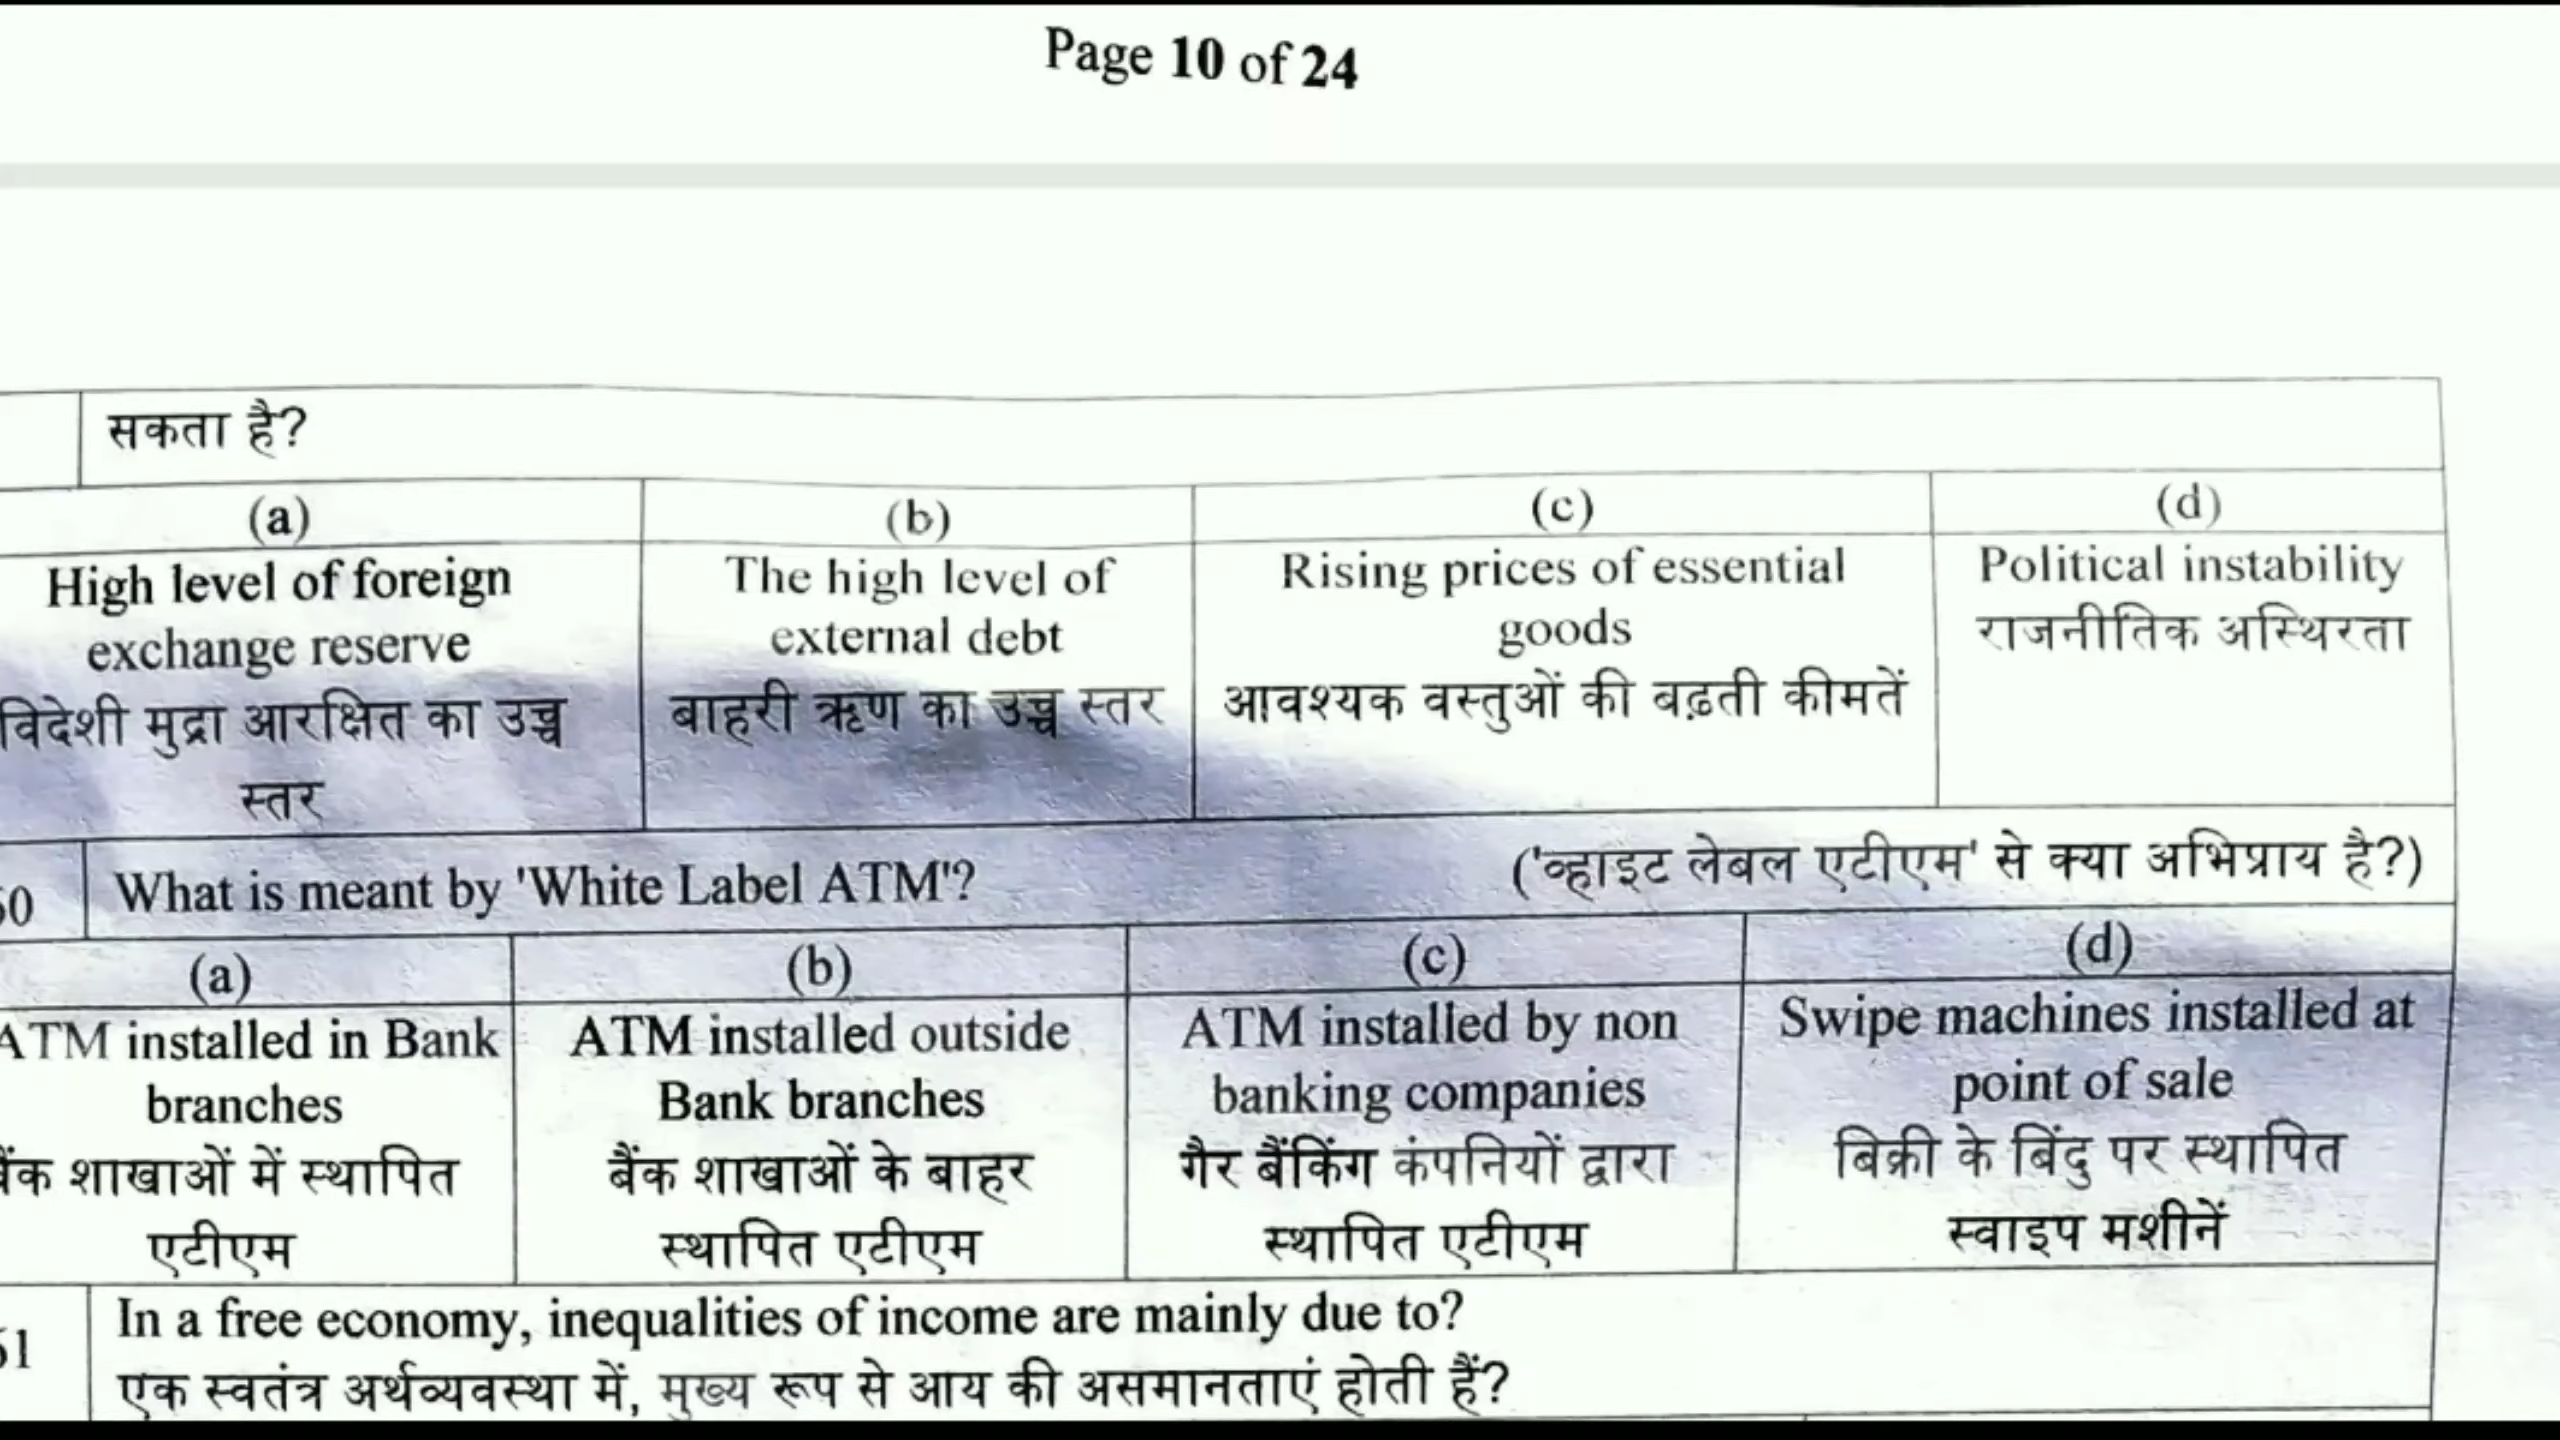 Page 10 of 24
सकता है?
(a) (b) (c) (d)
High level of foreign
exchange reserve
विदेशी मुद्रा आरक्षित का उच्च
स्तर
The high level of
external debt
बाहरी ऋण का उच्च स्तर
Rising prices of essential
goods
आवश्यक वस्तुओं की बढ़ती कीमतें
Political instability
राजनीतिक अस्थिरता
What is meant by 'White Label ATM'? ('व्हाइट लेबल एटीएम' से क्या अभिप्राय है?)
(a) (b) (c) (d)
ATM installed in Bank
branches
बैंक शाखाओं में स्थापित
एटीएम
ATM installed outside
Bank branches
बैंक शाखाओं के बाहर
स्थापित एटीएम
ATM installed by non
banking companies
गैर बैंकिंग कंपनियों द्वारा
स्थापित एटीएम
Swipe machines installed at
point of sale
बिक्री के बिंदु पर स्थापित
स्वाइप मशीनें
In a free economy, inequalities of income are mainly due to?
एक स्वतंत्र अर्थव्यवस्था में, मुख्य रूप से आय की असमानताएं होती हैं?